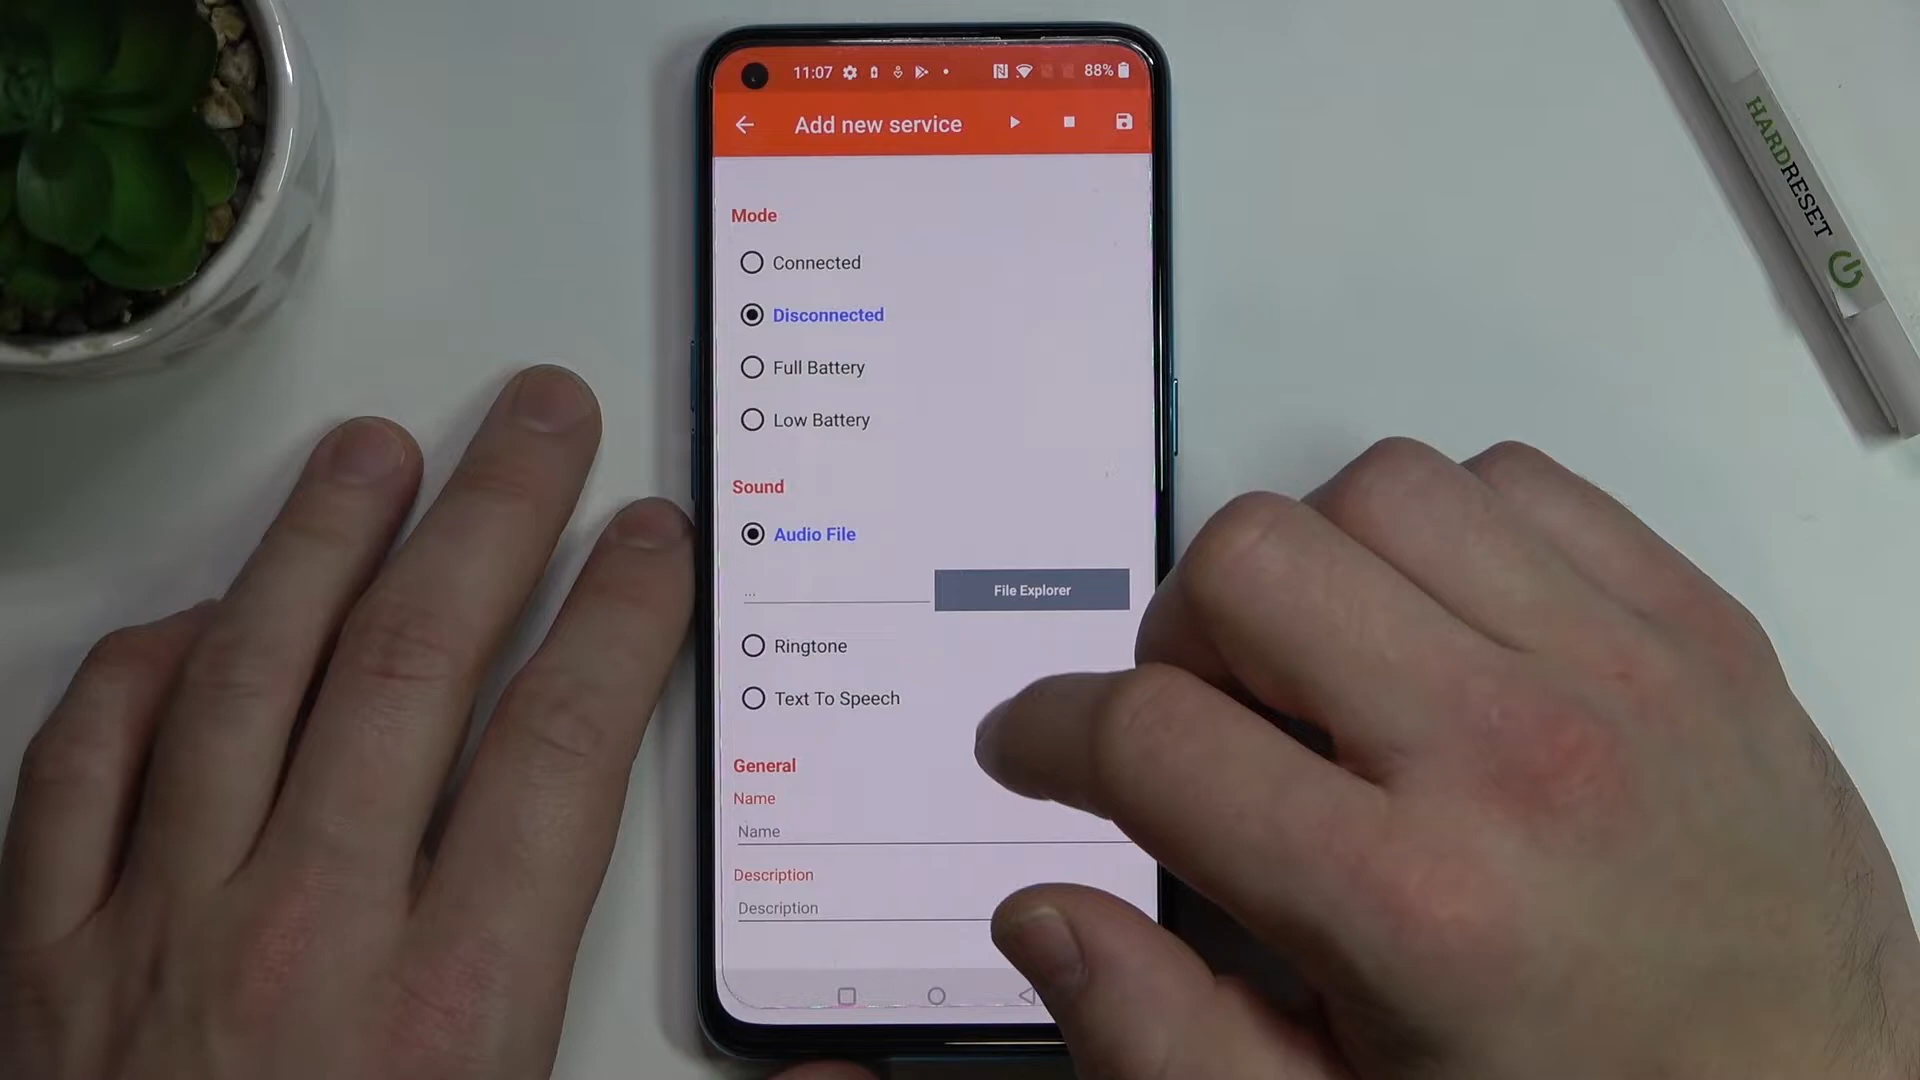 11:07
88%
Add new service
Mode
Connected
Disconnected
Full Battery
Low Battery
Sound
Audio File
...
File Explorer
Ringtone
Text To Speech
General
Name
Name
Description
Description
HARDRESET